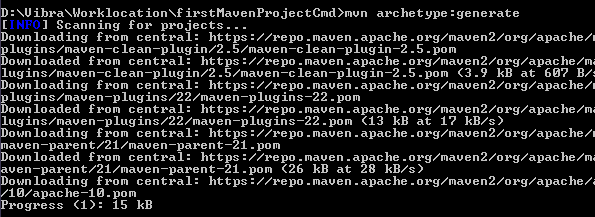 D:\Vibra\Worklocation\firstMavenProjectCmd>mvn archetype:generate
[INFO] Scanning for projects...
Downloading from central: https://repo.maven.apache.org/maven2/org/apache/m
plugins/maven-clean-plugin/2.5/maven-clean-plugin-2.5.pom
Downloaded from central: https://repo.maven.apache.org/maven2/org/apache/ma
lugins/maven-clean-plugin/2.5/maven-clean-plugin-2.5.pom (3.9 kB at 607 B/s
Downloading from central: https://repo.maven.apache.org/maven2/org/apache/m
plugins/maven-plugins/22/maven-plugins-22.pom
Downloaded from central: https://repo.maven.apache.org/maven2/org/apache/ma
lugins/maven-plugins/22/maven-plugins-22.pom (13 kB at 17 kB/s)
Downloading from central: https://repo.maven.apache.org/maven2/org/apache/m
maven-parent/21/maven-parent-21.pom
Downloaded from central: https://repo.maven.apache.org/maven2/org/apache/ma
aven-parent/21/maven-parent-21.pom (26 kB at 28 kB/s)
Downloading from central: https://repo.maven.apache.org/maven2/org/apache/a
/10/apache-10.pom
Progress (1): 15 kB